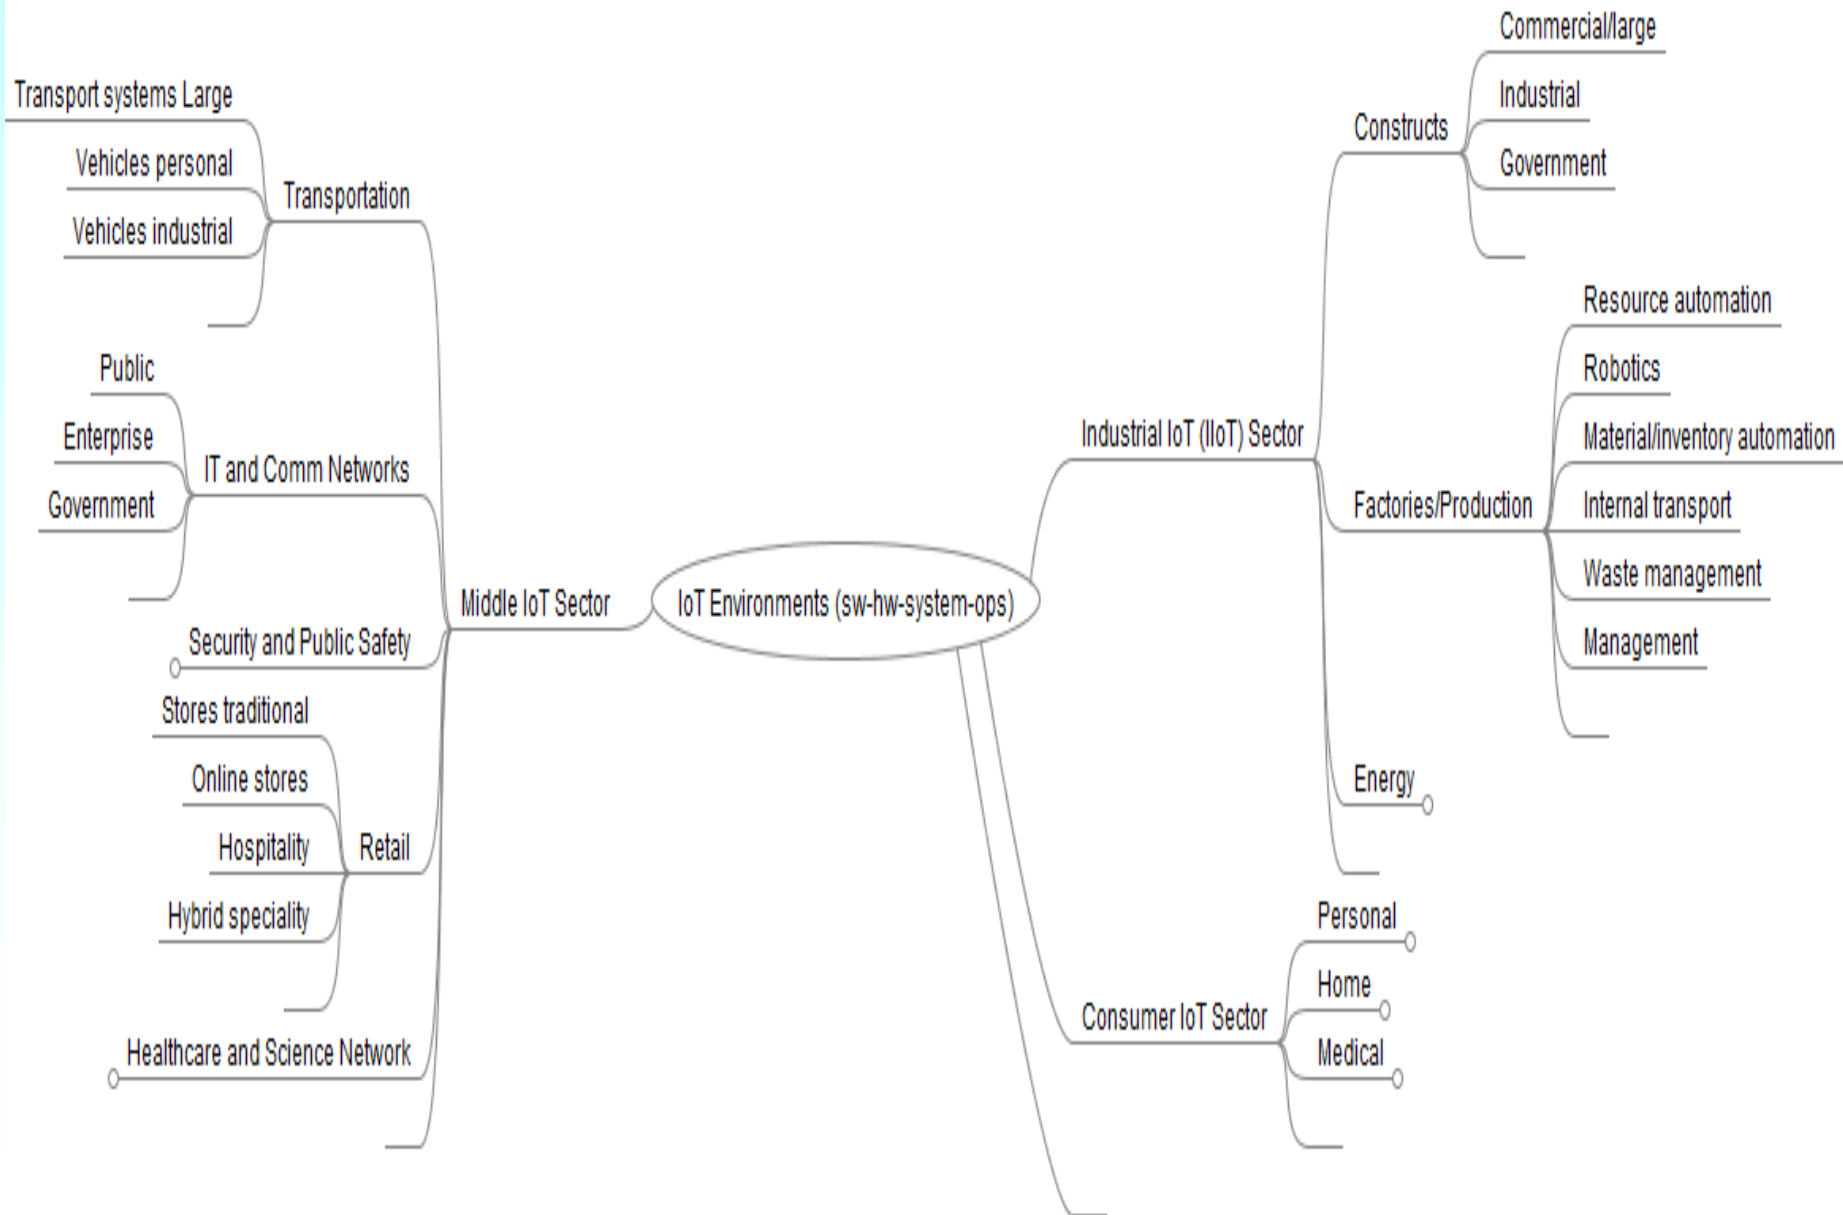 Transport systems Large
Vehicles personal
Vehicles industrial
Transportation
Public
Enterprise
Government
IT and Comm Networks
Security and Public Safety
Stores traditional
Online stores
Hospitality
Hybrid speciality
Retail
Healthcare and Science Network
Middle IoT Sector
IoT Environments (sw-hw-system-ops)
Industrial IoT (IIoT) Sector
Constructs
Commercial/large
Industrial
Government
Factories/Production
Resource automation
Robotics
Material/inventory automation
Internal transport
Waste management
Management
Energy
Consumer IoT Sector
Personal
Home
Medical